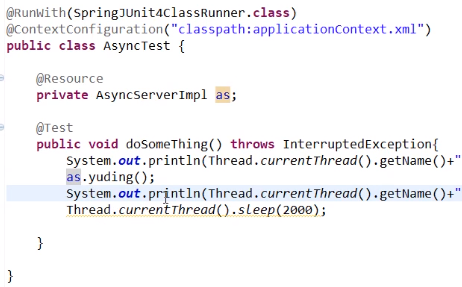 @RunWith(SpringJUnit4ClassRunner.class)
@ContextConfiguration("classpath:applicationContext.xml")
public class AsyncTest {
@Resource
private AsyncServerImpl as;
@Test
public void doSomeThing() throws InterruptedException{
System.out.println(Thread.currentThread().getName()+"
as.yuding();
System.out.println(Thread.currentThread().getName()+"
Thread.currentThread().sleep(2000);
}
}